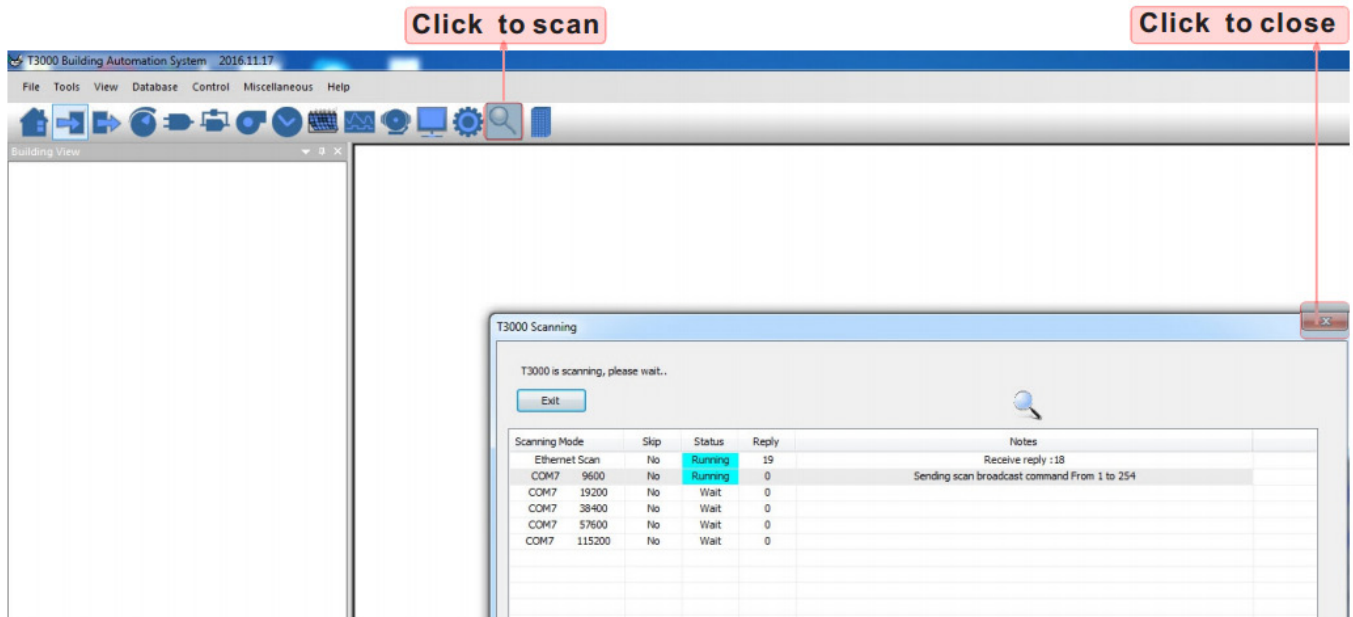 Click to scan
Click to close
T3000 Building Automation System 2016.11.17
File Tools View Database Control Miscellaneous Help
Building View
T3000 Scanning
T3000 is scanning, please wait..
Exit
Scanning Mode Skip Status Reply Notes
Ethernet Scan No Running 19 Receive reply :18
COM7 9600 No Running 0 Sending scan broadcast command From 1 to 254
COM7 19200 No Wait 0
COM7 38400 No Wait 0
COM7 57600 No Wait 0
COM7 115200 No Wait 0